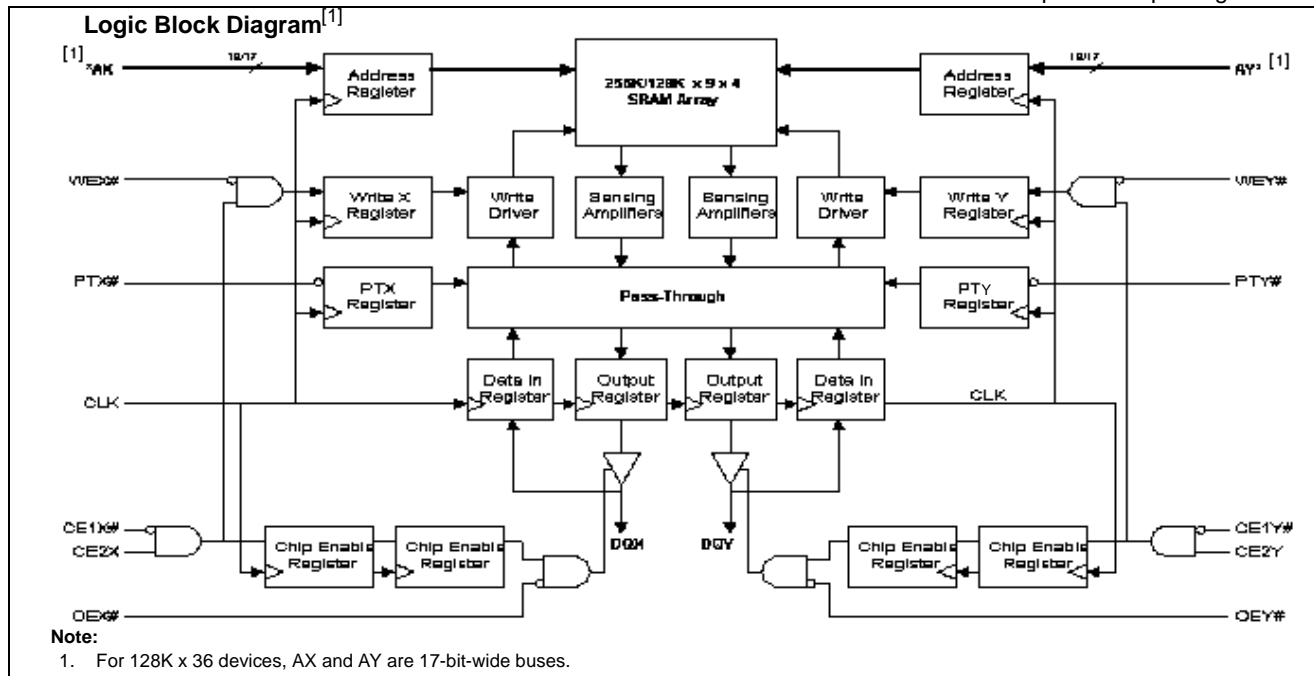 Logic Block Diagram[1]
[1] *AX
18/17
Address
Register
256K/128K x 9 x 4
SRAM Array
Address
Register
18/17
AY* [1]
WEX#
Write X
Register
Write
Driver
Sensing
Amplifiers
Sensing
Amplifiers
Write
Driver
Write Y
Register
WEY#
PTX#
PTX
Register
Pass-Through
PTY
Register
PTY#
CLK
Data In
Register
Output
Register
Output
Register
Data In
Register
CLK
CE1X#
CE2X
Chip Enable
Register
Chip Enable
Register
DQX
DQY
Chip Enable
Register
Chip Enable
Register
CE1Y#
CE2Y
OEX#
OEY#
Note:
1. For 128K x 36 devices, AX and AY are 17-bit-wide buses.